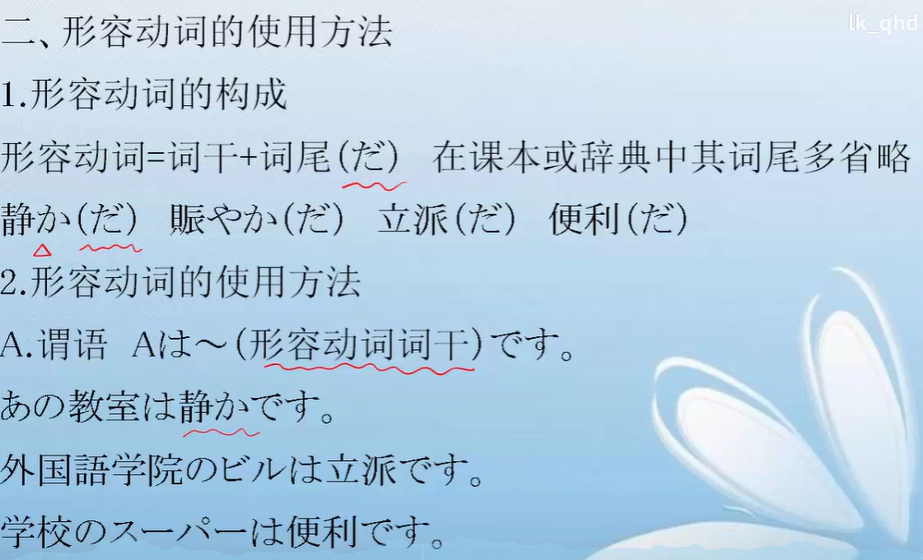 lk_qhd
二、形容动词的使用方法
1.形容动词的构成
形容动词=词干+词尾(だ) 在课本或辞典中其词尾多省略
静か(だ) 賑やか(だ) 立派(だ) 便利(だ)
2.形容动词的使用方法
A.谓语 Aは～(形容动词词干)です。
あの教室は静かです。
外国語学院のビルは立派です。
学校のスーパーは便利です。